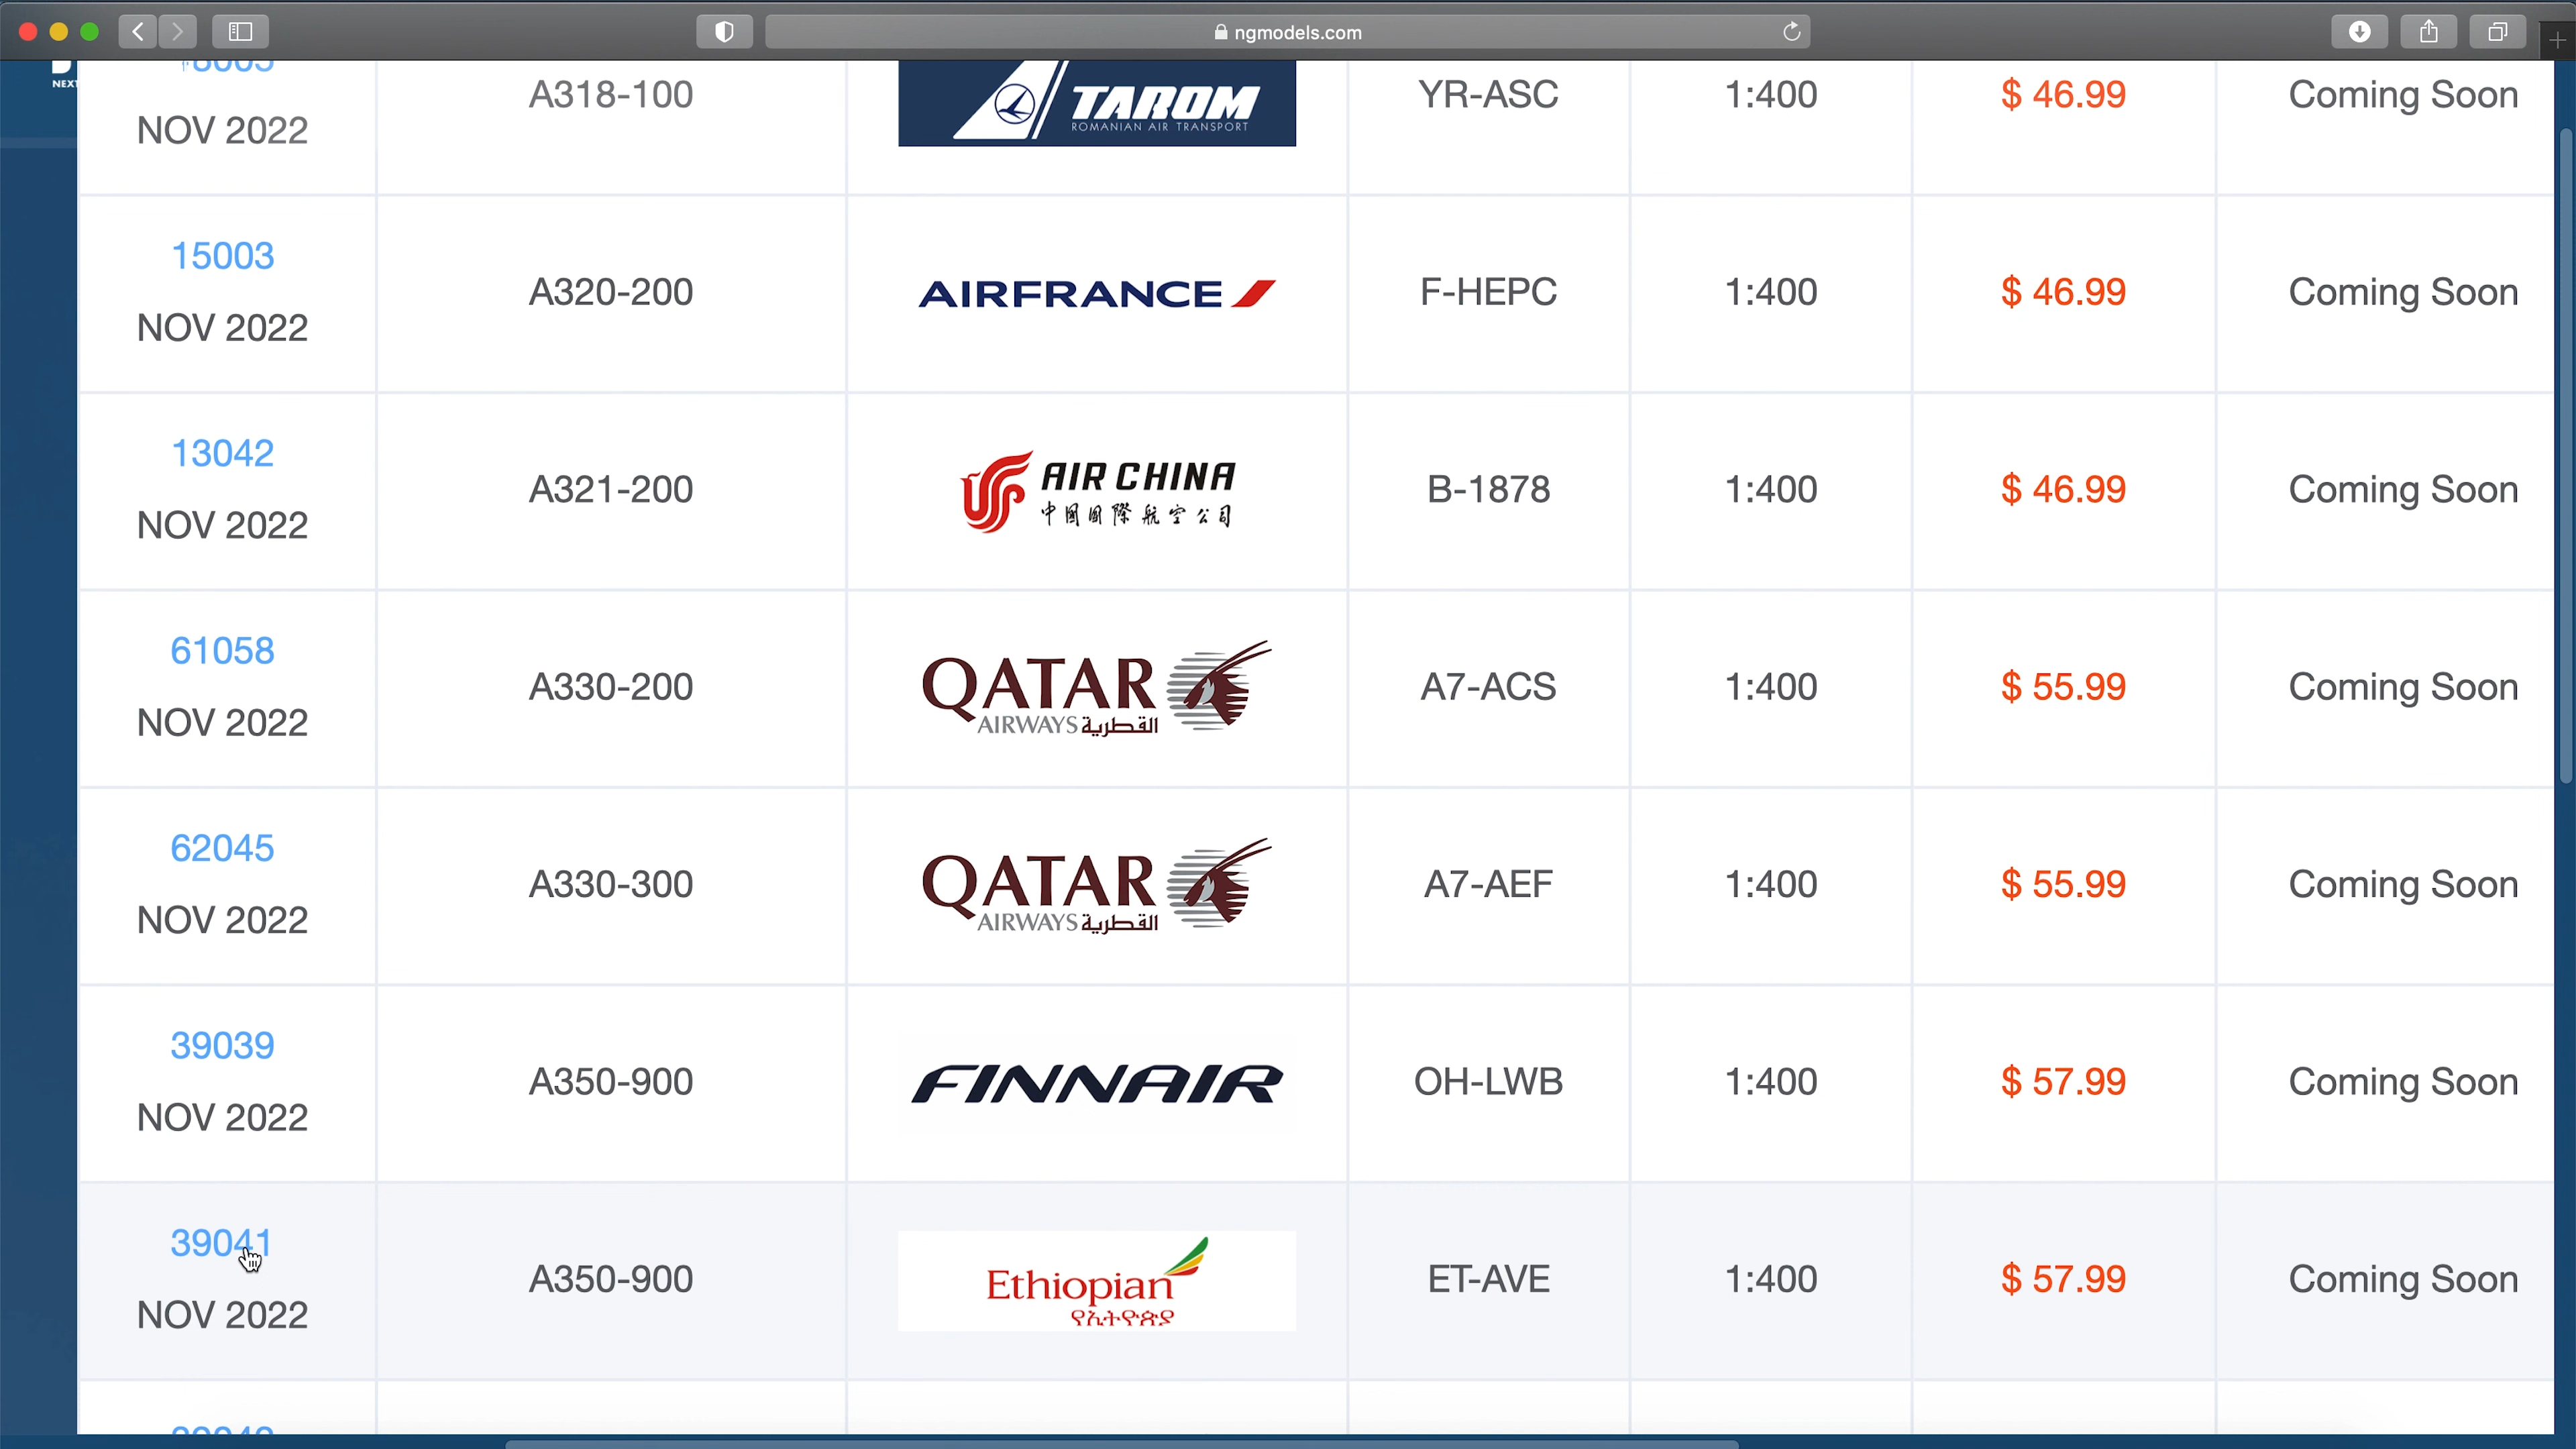 ngmodels.com
NEXT
NOV 2022
A318-100
TAROM
ROMANIAN AIR TRANSPORT
YR-ASC
1:400
$ 46.99
Coming Soon
15003
NOV 2022
A320-200
AIRFRANCE
F-HEPC
1:400
$ 46.99
Coming Soon
13042
NOV 2022
A321-200
AIR CHINA
中國國際航空公司
B-1878
1:400
$ 46.99
Coming Soon
61058
NOV 2022
A330-200
QATAR
AIRWAYS القطرية
A7-ACS
1:400
$ 55.99
Coming Soon
62045
NOV 2022
A330-300
QATAR
AIRWAYS القطرية
A7-AEF
1:400
$ 55.99
Coming Soon
39039
NOV 2022
A350-900
FINNAIR
OH-LWB
1:400
$ 57.99
Coming Soon
39041
NOV 2022
A350-900
Ethiopian
የኢትዮጵያ
ET-AVE
1:400
$ 57.99
Coming Soon